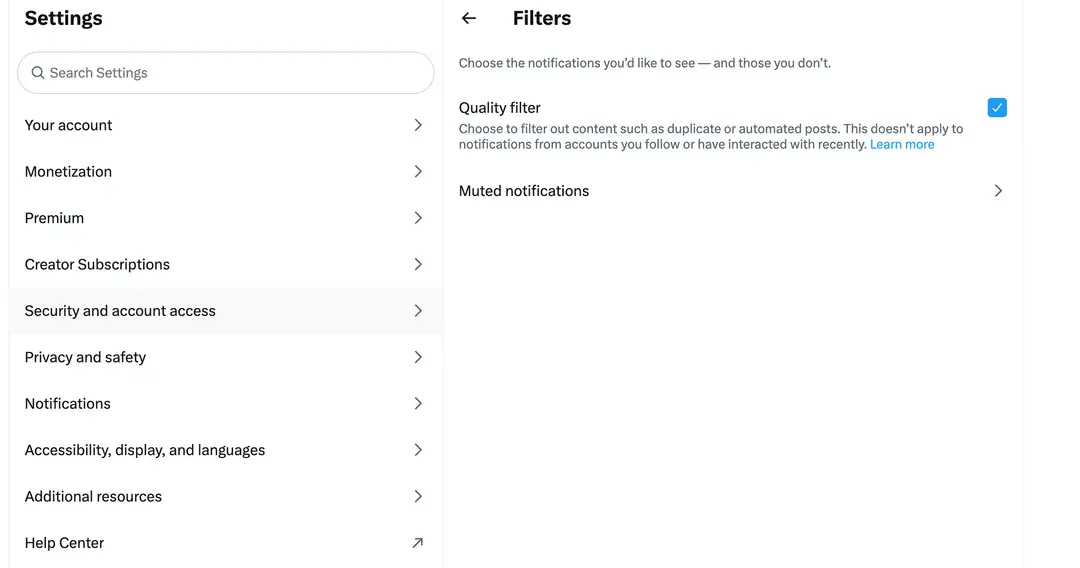 Settings
Search Settings
Your account
Monetization
Premium
Creator Subscriptions
Security and account access
Privacy and safety
Notifications
Accessibility, display, and languages
Additional resources
Help Center
Filters
Choose the notifications you’d like to see — and those you don’t.
Quality filter
Choose to filter out content such as duplicate or automated posts. This doesn’t apply to
notifications from accounts you follow or have interacted with recently. Learn more
Muted notifications